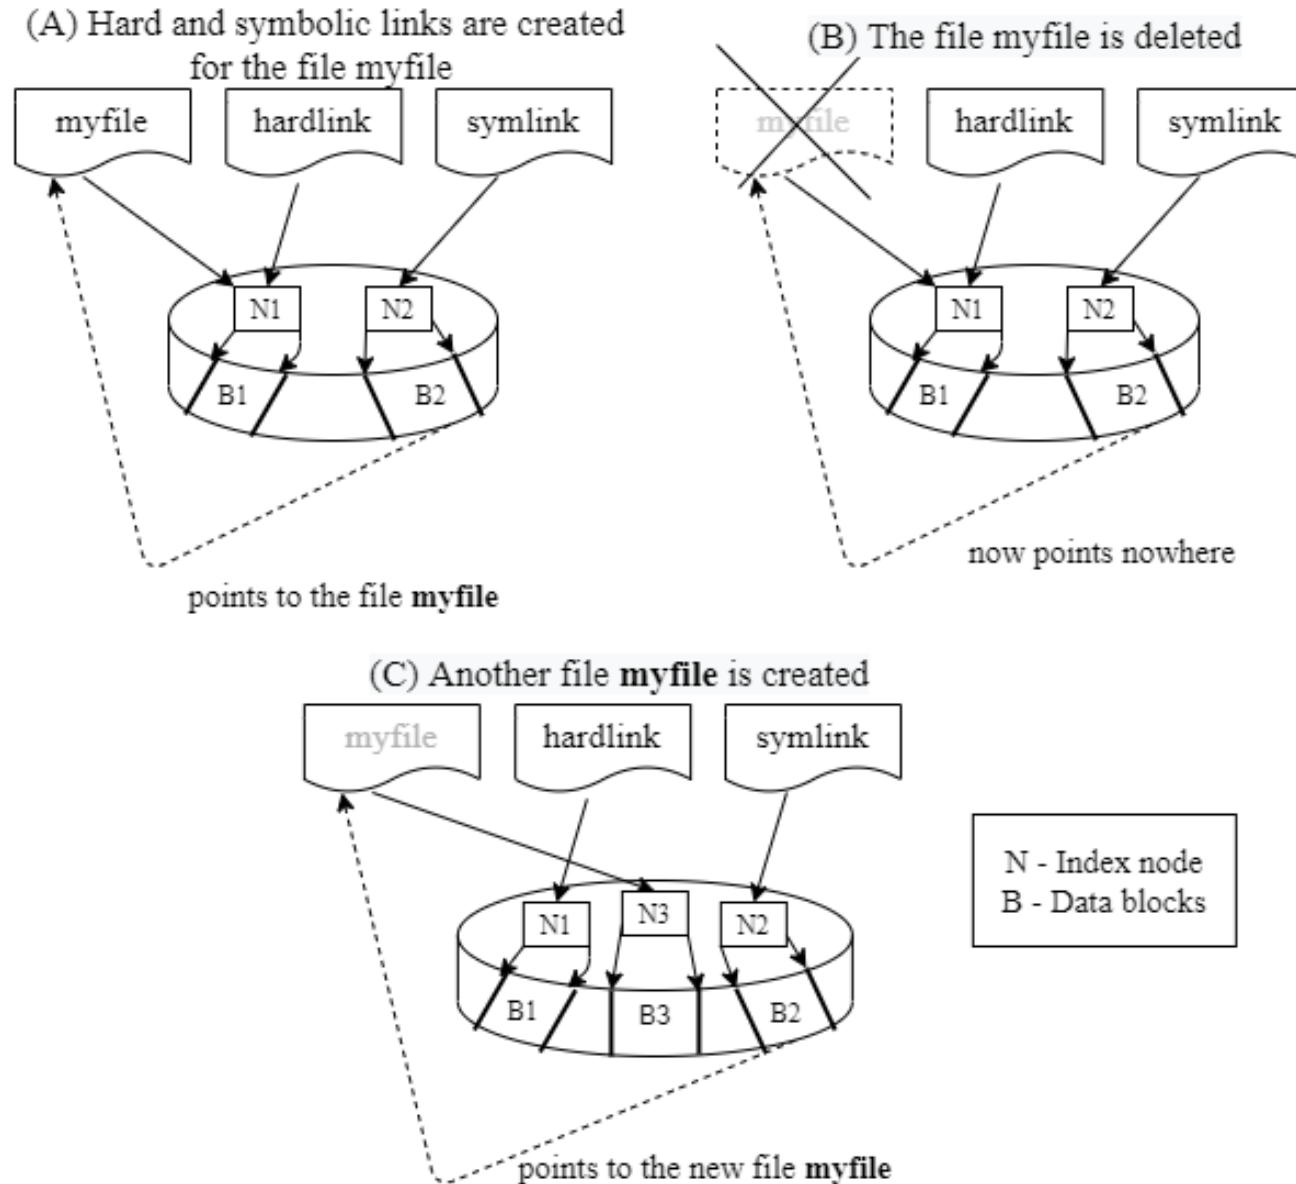 (A) Hard and symbolic links are created
for the file myfile
myfile
hardlink
symlink
N1
N2
B1
B2
points to the file myfile
(B) The file myfile is deleted
myfile
hardlink
symlink
N1
N2
B1
B2
now points nowhere
(C) Another file myfile is created
myfile
hardlink
symlink
N1
N3
N2
B1
B3
B2
points to the new file myfile
N - Index node
B - Data blocks